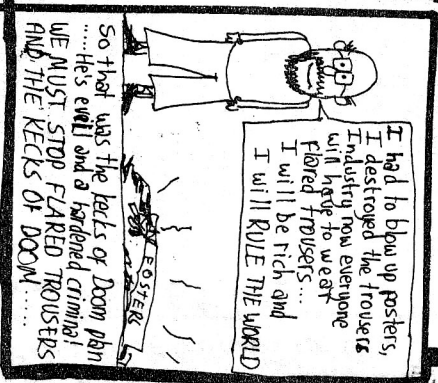 I had to blow up posters,
I destroyed the trousers
Industry now everyone
will have to wear
flared trousers...
I will be rich and
I will RULE THE WORLD
FOSTERS
So that was the kecks of Doom plan
.....He's evil! and a hardened criminal
WE MUST STOP FLARED TROUSERS
AND THE KECKS OF DOOM......